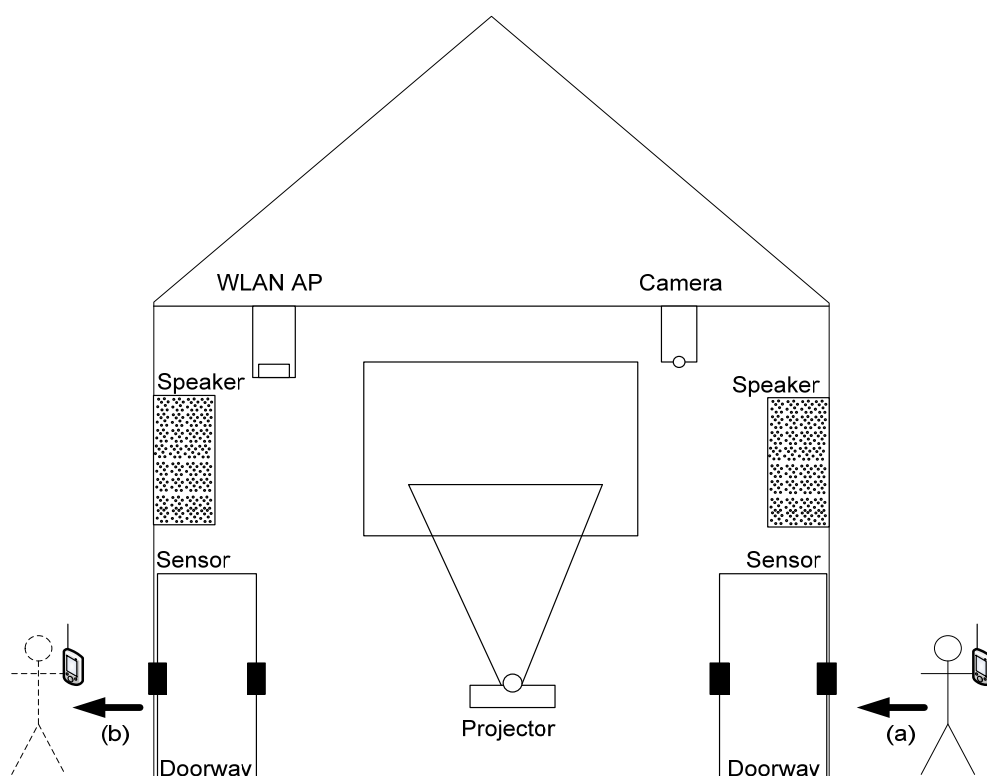 WLAN AP
Camera
Speaker
Speaker
Sensor
Sensor
(b)
(a)
Projector
Doorway
Doorway